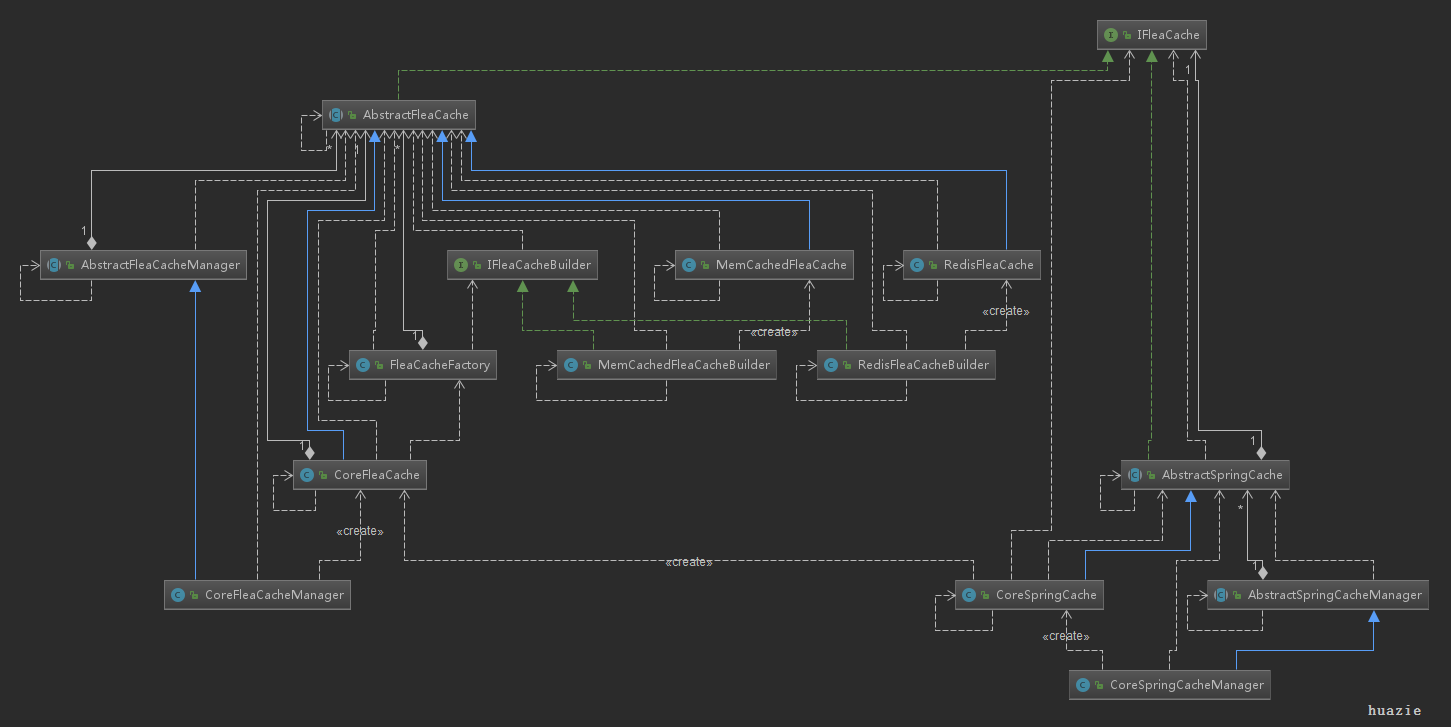 IFleaCache
1
AbstractFleaCache
*
1
*
1
AbstractFleaCacheManager
IFleaCacheBuilder
MemCachedFleaCache
RedisFleaCache
«create»
«create»
1
FleaCacheFactory
MemCachedFleaCacheBuilder
RedisFleaCacheBuilder
1
1
CoreFleaCache
AbstractSpringCache
*
«create»
«create»
1
CoreFleaCacheManager
CoreSpringCache
AbstractSpringCacheManager
«create»
CoreSpringCacheManager
huazie